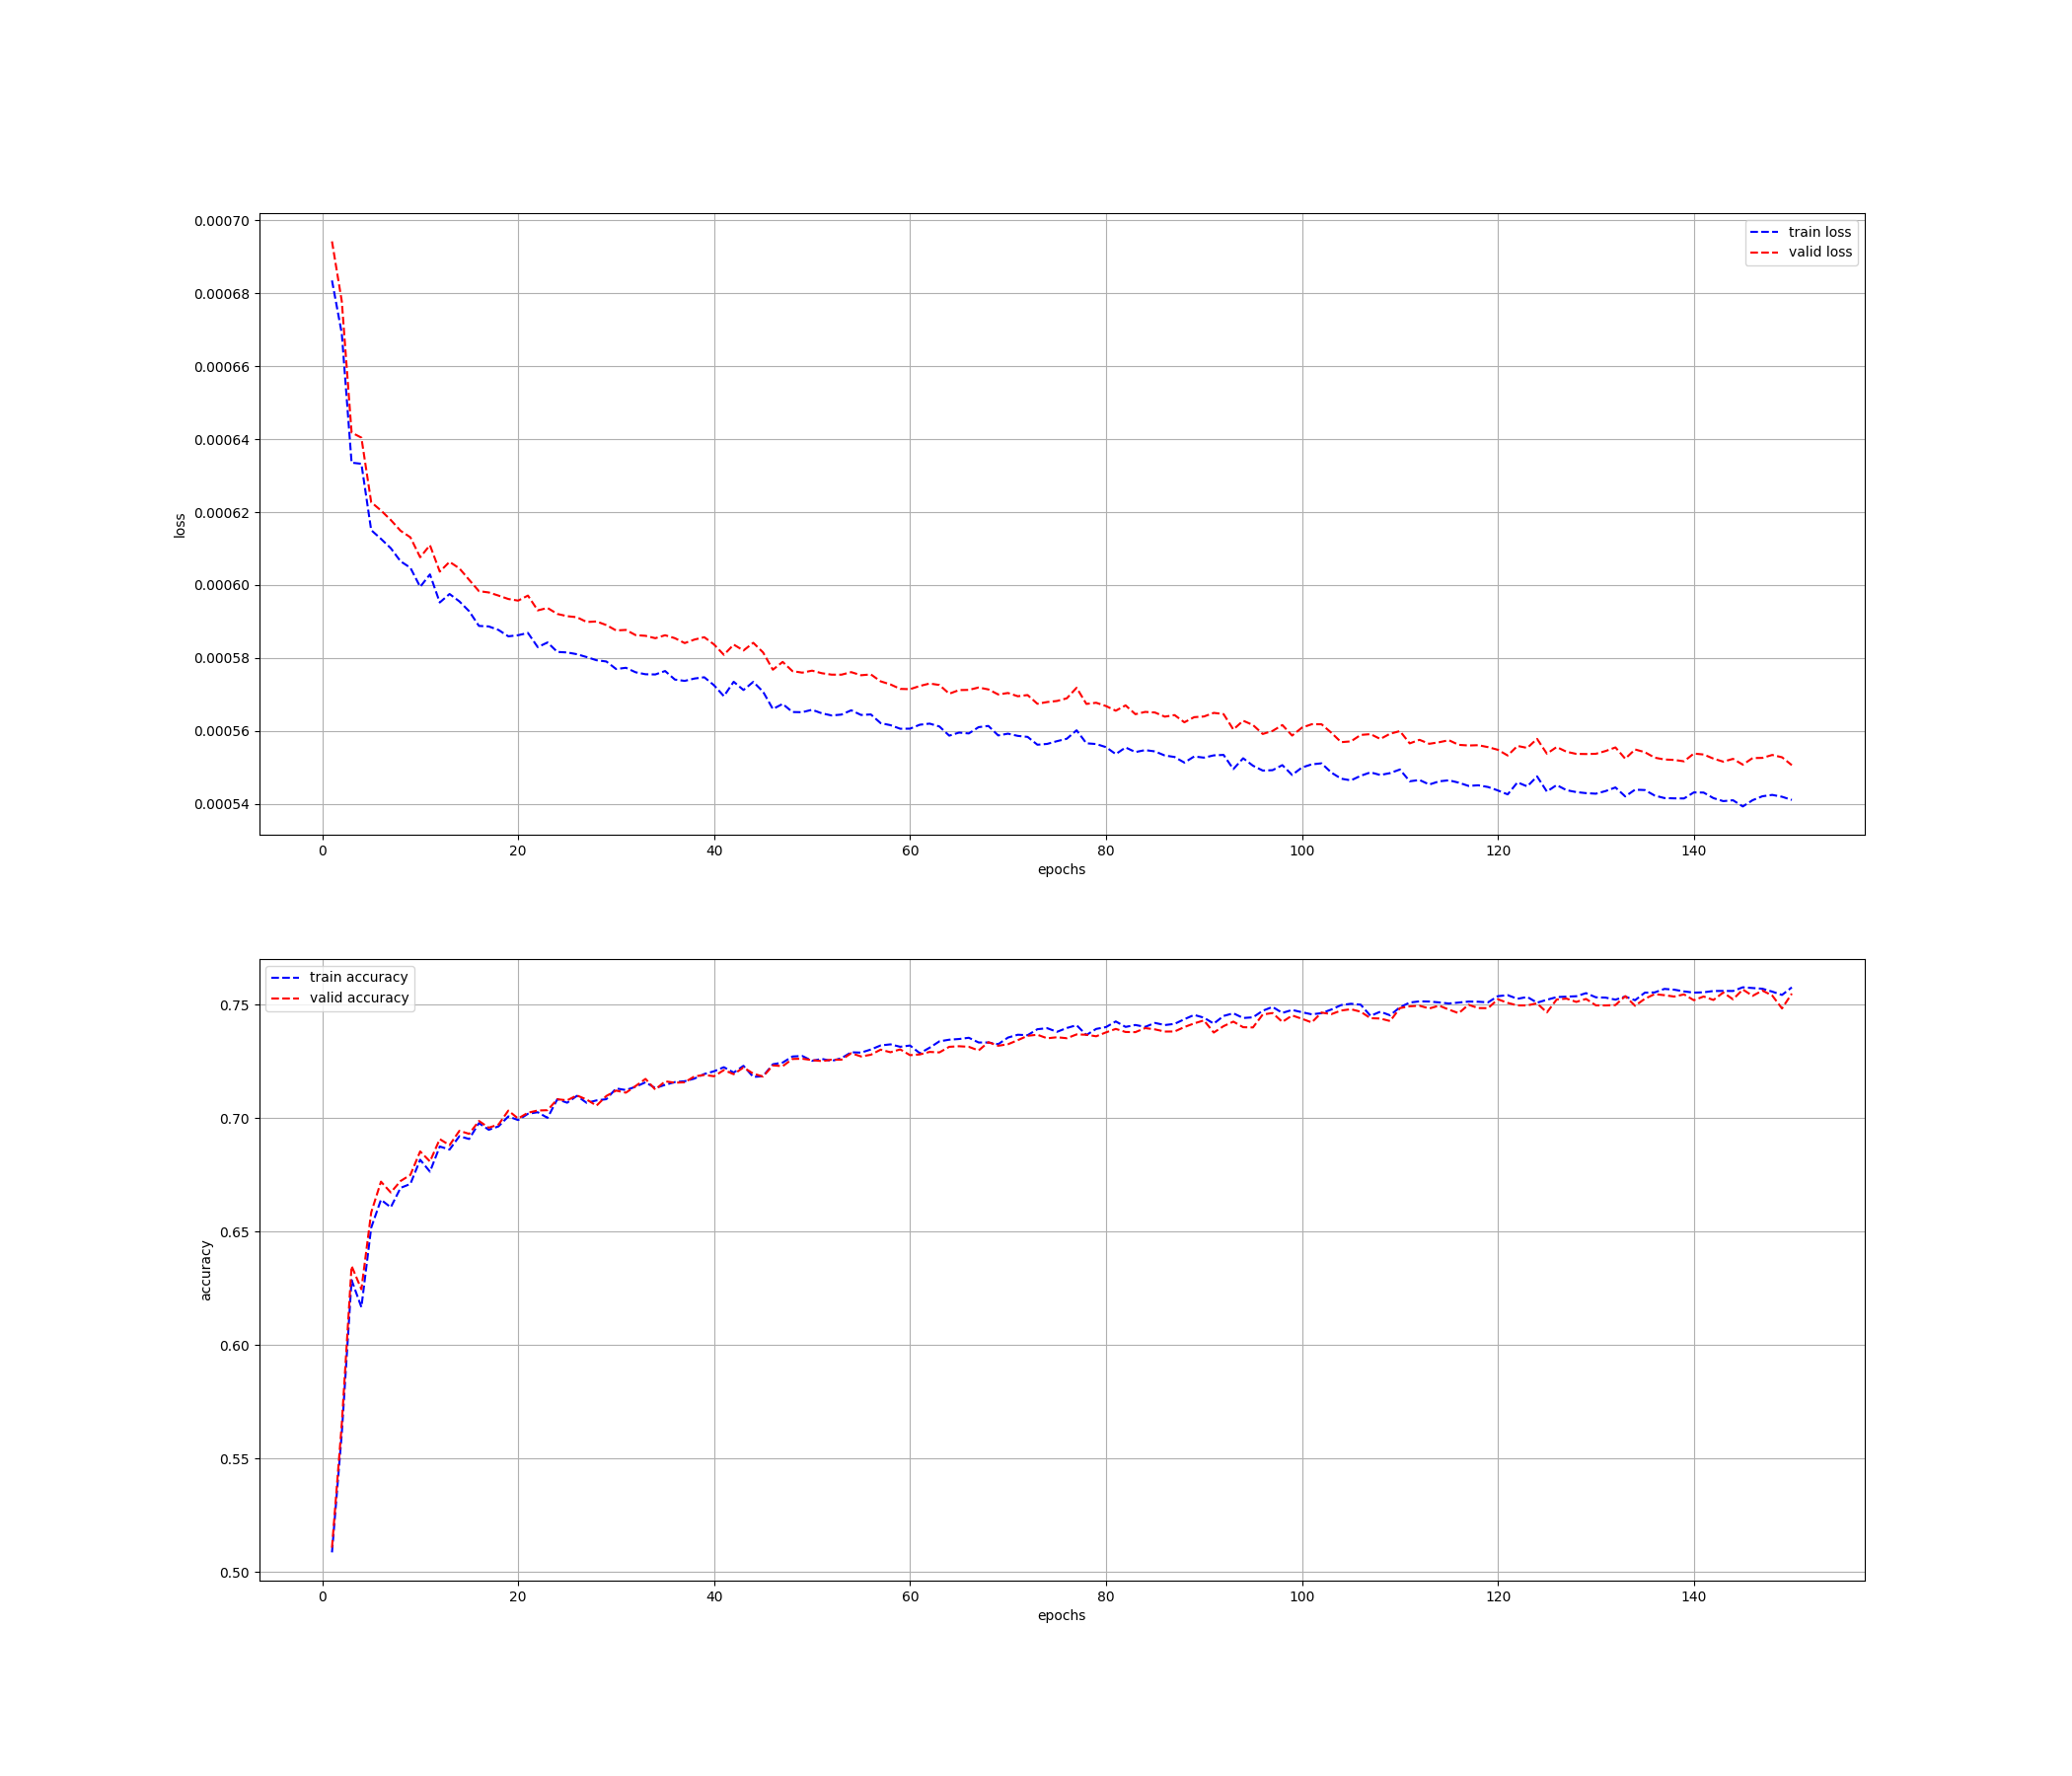 0.00070
0.00068
0.00066
0.00064
0.00062
0.00060
0.00058
0.00056
0.00054
loss
train loss
valid loss
0 20 40 60 80 100 120 140
epochs
train accuracy
valid accuracy
0.75
0.70
0.65
0.60
0.55
0.50
accuracy
0 20 40 60 80 100 120 140
epochs